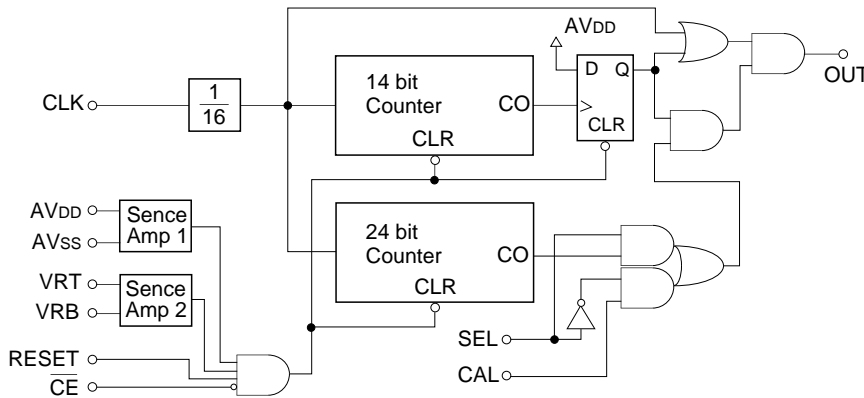 AVDD
D Q
CLR
OUT
CLK
1
16
14 bit
Counter
CO
CLR
AVDD
AVSS
Sence
Amp 1
24 bit
Counter
CO
CLR
VRT
VRB
Sence
Amp 2
SEL
CAL
RESET
CE